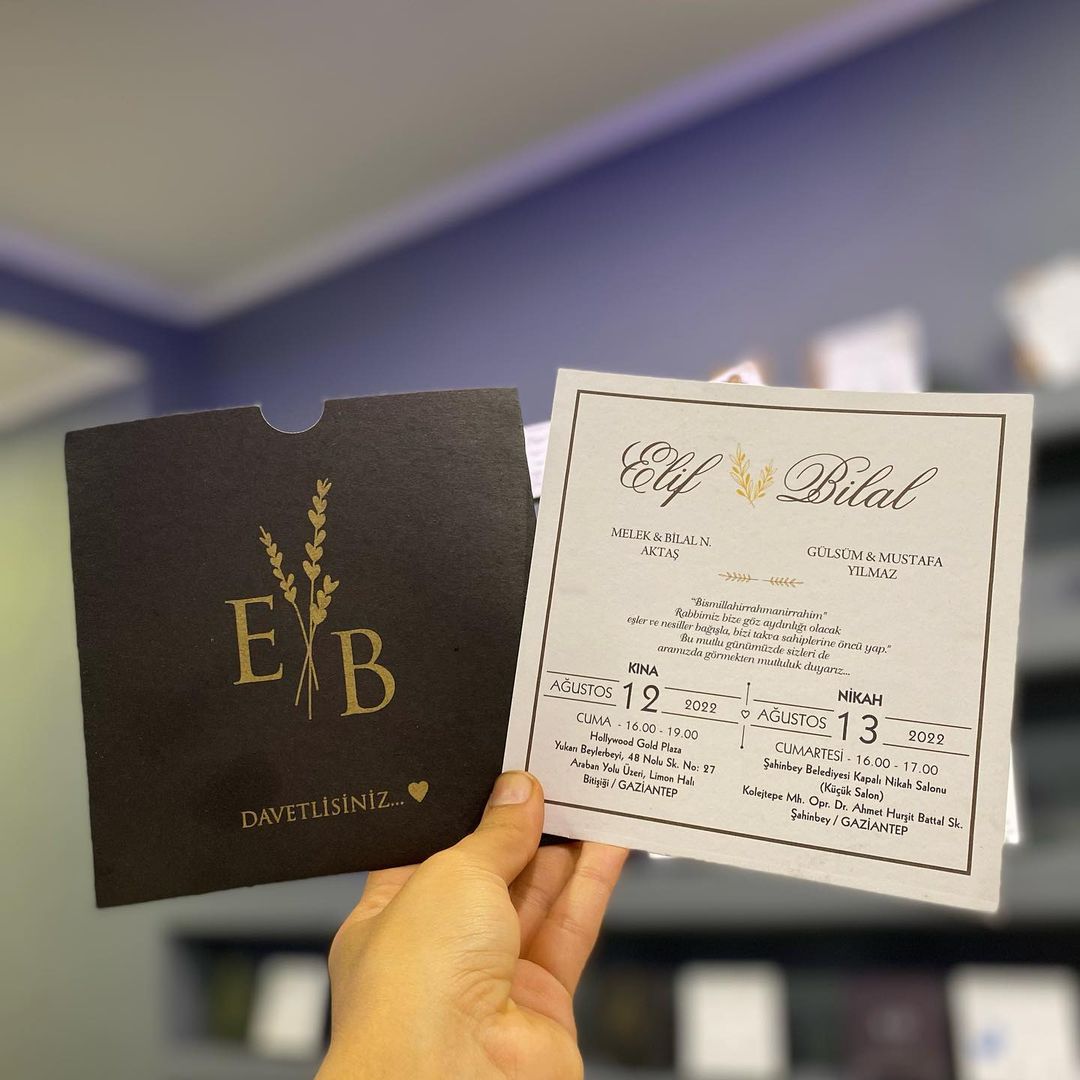 E B
DAVETLİSİNİZ...
Elif Bilal
MELEK & BİLAL N.
AKTAŞ
GÜLSÜM & MUSTAFA
YILMAZ
"Bismillahirrahmanirrahim"
Rabbimiz bize göz aydınlığı olacak
eşler ve nesiller bağışla, bizi takva sahiplerine öncü yap."
Bu mutlu günümüzde sizleri de
aramızda görmekten mutluluk duyarız...
KINA
AĞUSTOS 12 2022
CUMA - 16.00 - 19.00
Hollywood Gold Plaza
Yukarı Beylerbeyi, 48 Nolu Sk. No: 27
Araban Yolu Üzeri, Limon Halı
Bitişiği / GAZİANTEP
NİKAH
AĞUSTOS 13 2022
CUMARTESİ - 16.00 - 17.00
Şahinbey Belediyesi Kapalı Nikah Salonu
(Küçük Salon)
Kolejtepe Mh. Opr. Dr. Ahmet Hurşit Battal Sk.
Şahinbey / GAZİANTEP